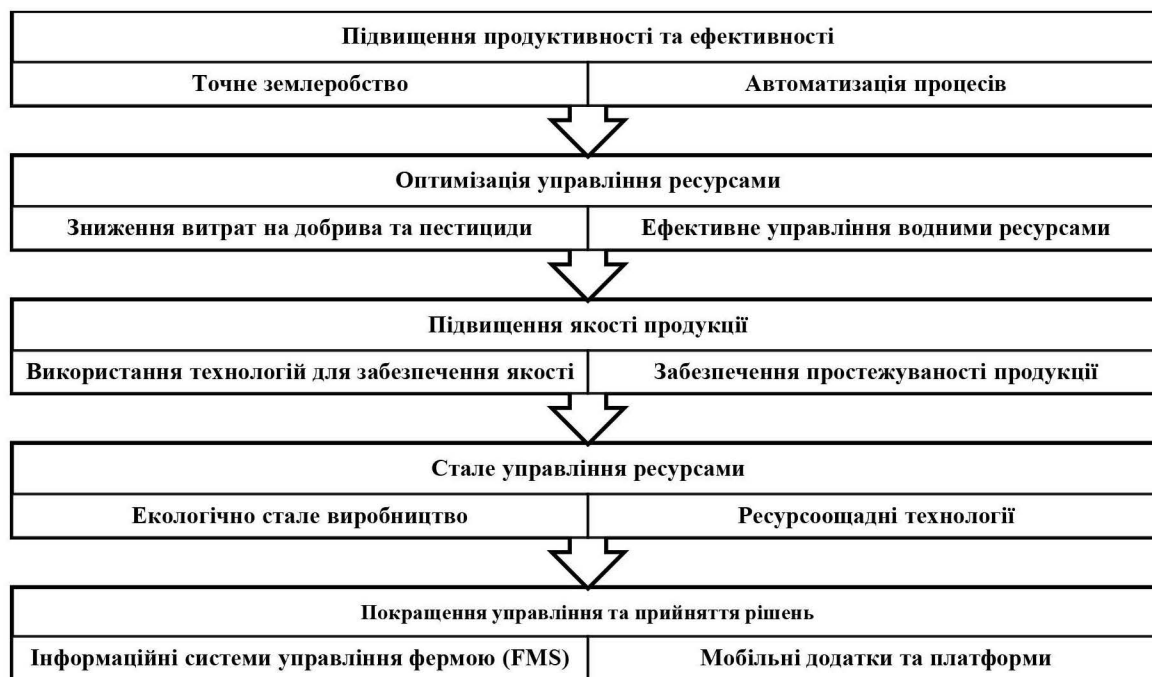 Підвищення продуктивності та ефективності
Точне землеробство
Автоматизація процесів
Оптимізація управління ресурсами
Зниження витрат на добрива та пестициди
Ефективне управління водними ресурсами
Підвищення якості продукції
Використання технологій для забезпечення якості
Забезпечення простежуваності продукції
Стале управління ресурсами
Екологічно стале виробництво
Ресурсоощадні технології
Покращення управління та прийняття рішень
Інформаційні системи управління фермою (FMS)
Мобільні додатки та платформи